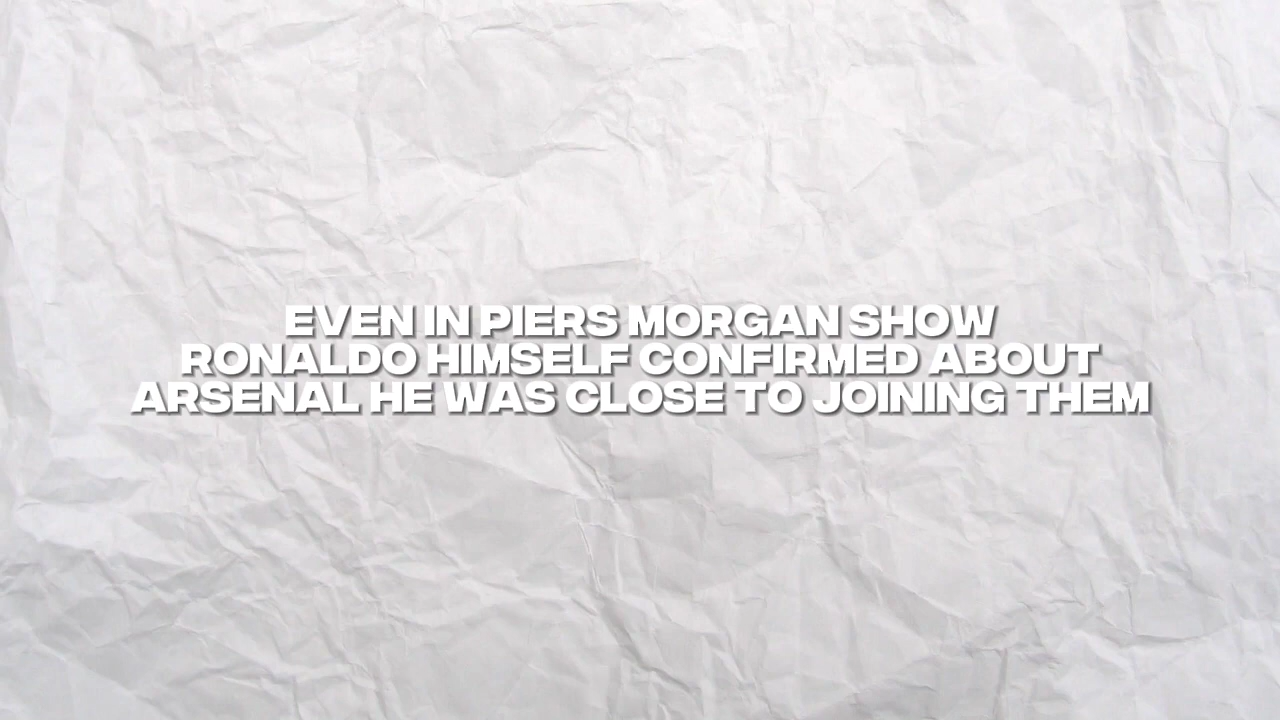 EVEN IN PIERS MORGAN SHOW
RONALDO HIMSELF CONFIRMED ABOUT
ARSENAL HE WAS CLOSE TO JOINING THEM